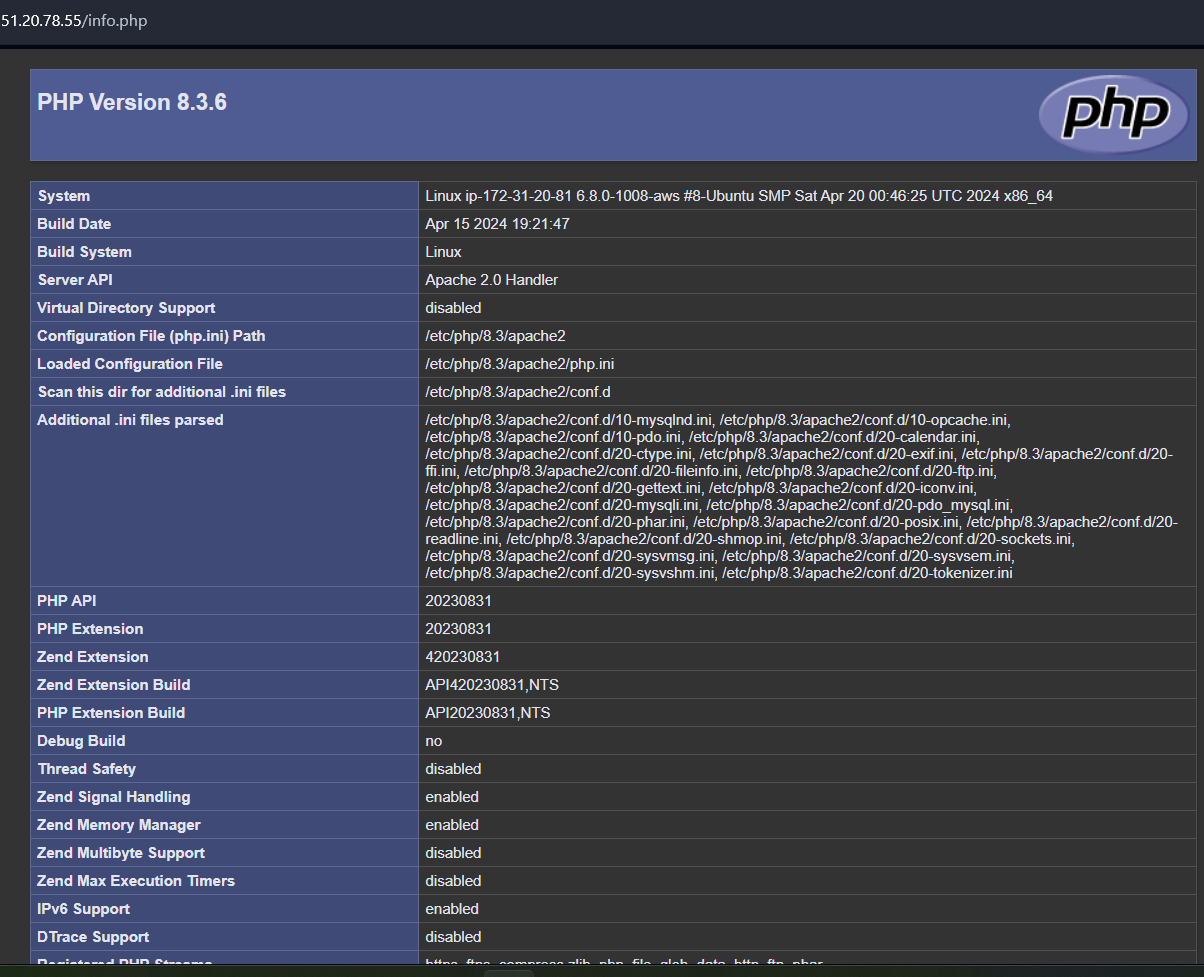 51.20.78.55/info.php
PHP Version 8.3.6
php
System Linux ip-172-31-20-81 6.8.0-1008-aws #8-Ubuntu SMP Sat Apr 20 00:46:25 UTC 2024 x86_64
Build Date Apr 15 2024 19:21:47
Build System Linux
Server API Apache 2.0 Handler
Virtual Directory Support disabled
Configuration File (php.ini) Path /etc/php/8.3/apache2
Loaded Configuration File /etc/php/8.3/apache2/php.ini
Scan this dir for additional .ini files /etc/php/8.3/apache2/conf.d
Additional .ini files parsed /etc/php/8.3/apache2/conf.d/10-mysqlnd.ini, /etc/php/8.3/apache2/conf.d/10-opcache.ini,
/etc/php/8.3/apache2/conf.d/10-pdo.ini, /etc/php/8.3/apache2/conf.d/20-calendar.ini,
/etc/php/8.3/apache2/conf.d/20-ctype.ini, /etc/php/8.3/apache2/conf.d/20-exif.ini, /etc/php/8.3/apache2/conf.d/20-
ffi.ini, /etc/php/8.3/apache2/conf.d/20-fileinfo.ini, /etc/php/8.3/apache2/conf.d/20-ftp.ini,
/etc/php/8.3/apache2/conf.d/20-gettext.ini, /etc/php/8.3/apache2/conf.d/20-iconv.ini,
/etc/php/8.3/apache2/conf.d/20-mysqli.ini, /etc/php/8.3/apache2/conf.d/20-pdo_mysql.ini,
/etc/php/8.3/apache2/conf.d/20-phar.ini, /etc/php/8.3/apache2/conf.d/20-posix.ini, /etc/php/8.3/apache2/conf.d/20-
readline.ini, /etc/php/8.3/apache2/conf.d/20-shmop.ini, /etc/php/8.3/apache2/conf.d/20-sockets.ini,
/etc/php/8.3/apache2/conf.d/20-sysvmsg.ini, /etc/php/8.3/apache2/conf.d/20-sysvsem.ini,
/etc/php/8.3/apache2/conf.d/20-sysvshm.ini, /etc/php/8.3/apache2/conf.d/20-tokenizer.ini
PHP API 20230831
PHP Extension 20230831
Zend Extension 420230831
Zend Extension Build API420230831,NTS
PHP Extension Build API20230831,NTS
Debug Build no
Thread Safety disabled
Zend Signal Handling enabled
Zend Memory Manager enabled
Zend Multibyte Support disabled
Zend Max Execution Timers disabled
IPv6 Support enabled
DTrace Support disabled
Registered PHP Streams https, ftps, compress.zlib, php, file, glob, data, http, ftp, phar